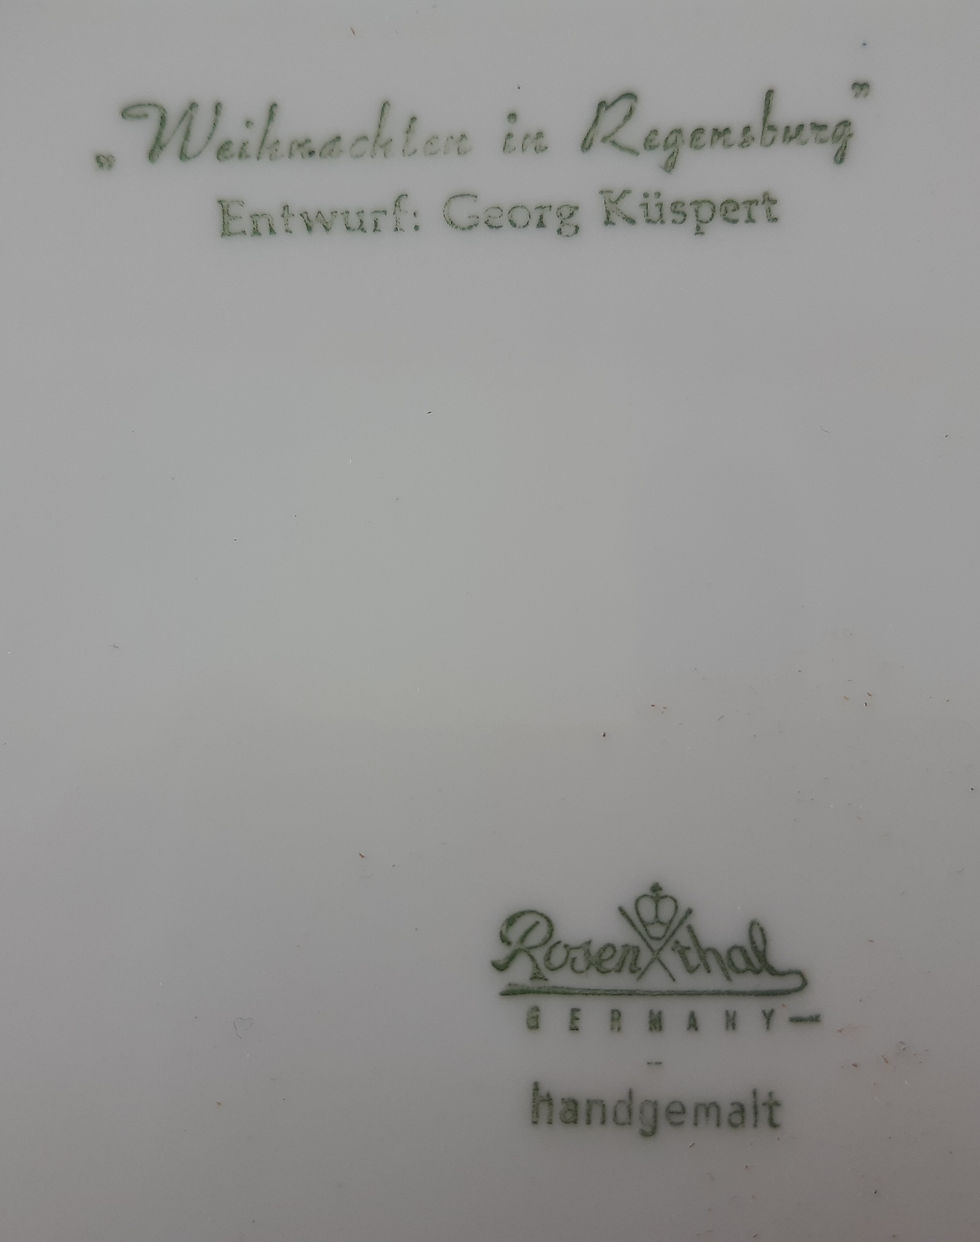 „Weihnachten in Regensburg”
Entwurf: Georg Küspert
Rosenthal
GERMANY
handgemalt